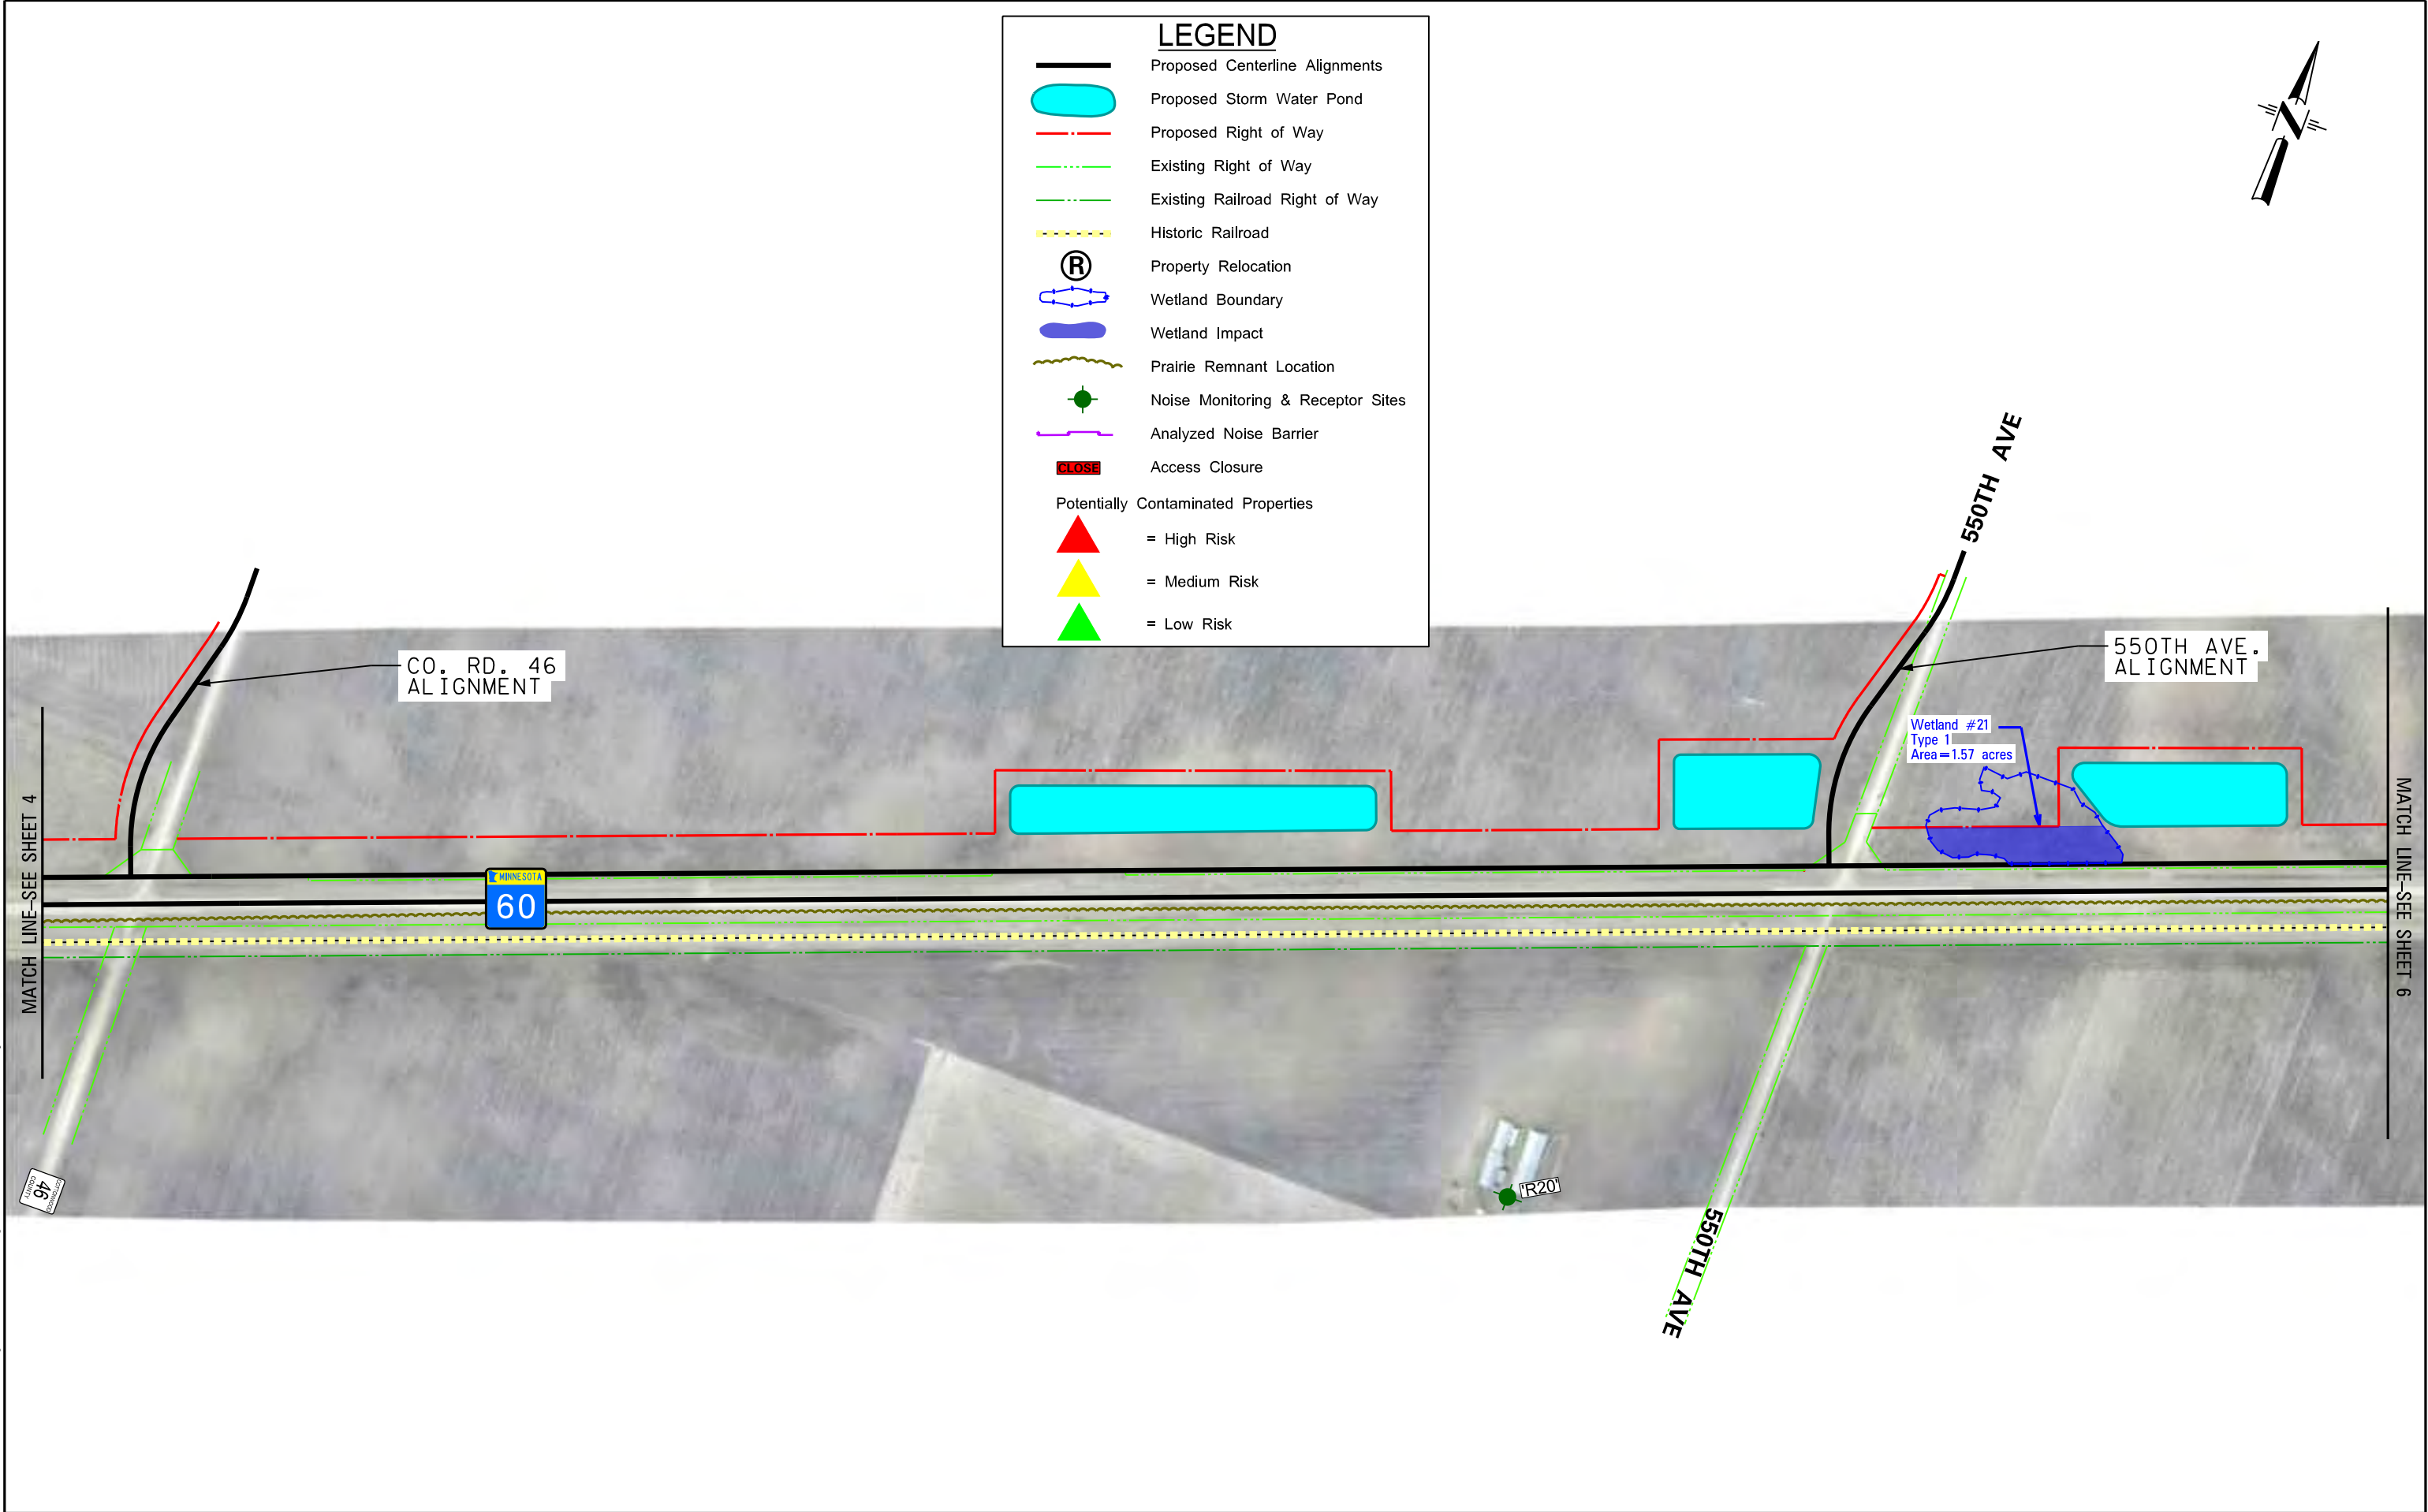 LEGEND
Proposed Centerline Alignments
Proposed Storm Water Pond
Proposed Right of Way
Existing Right of Way
Existing Railroad Right of Way
Historic Railroad
R
Property Relocation
Wetland Boundary
Wetland Impact
Prairie Remnant Location
Noise Monitoring & Receptor Sites
Analyzed Noise Barrier
CLOSE
Access Closure
Potentially Contaminated Properties
= High Risk
= Medium Risk
= Low Risk
N
550TH AVE
CO. RD. 46
ALIGNMENT
550TH AVE.
ALIGNMENT
Wetland #21
Type 1
Area=1.57 acres
MATCH LINE-SEE SHEET 4
MATCH LINE-SEE SHEET 6
MINNESOTA
60
COTTONWOOD
COUNTY
46
'R20'
550TH AVE